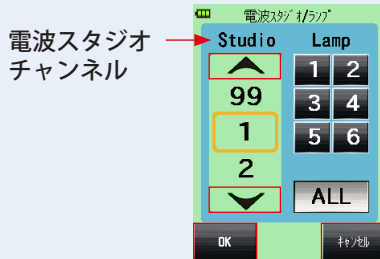 電波ｽﾀｼﾞｵ/ﾗﾝﾌﾟ
電波スタジオ
チャンネル
Studio Lamp
99
1
2
1 2
3 4
5 6
ALL
OK ｷｬﾝｾﾙ